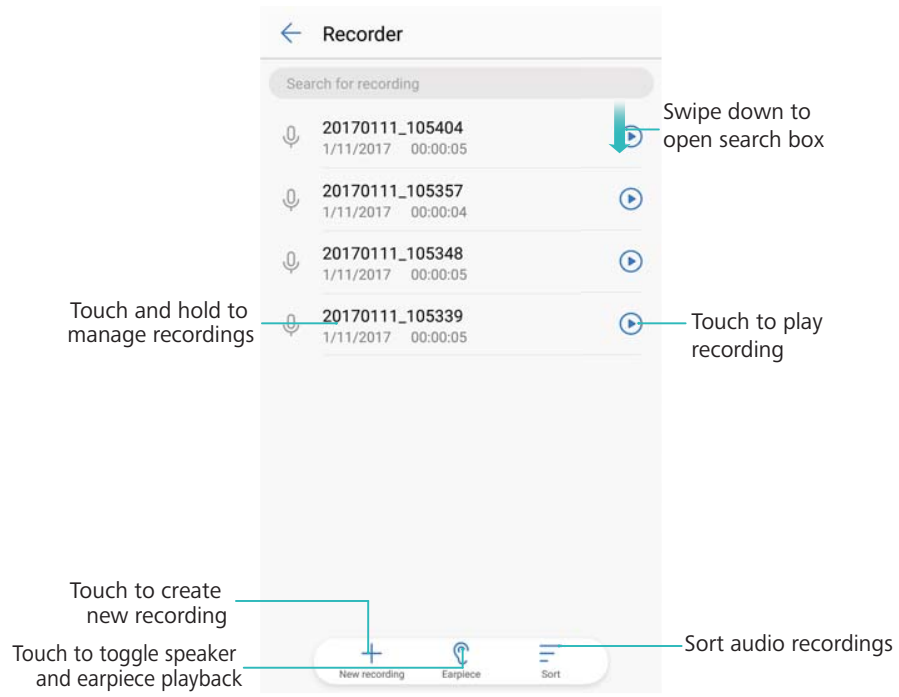 Recorder
Search for recording
Swipe down to
open search box
20170111_105404
1/11/2017 00:00:05
20170111_105357
1/11/2017 00:00:04
20170111_105348
1/11/2017 00:00:05
Touch and hold to
manage recordings
20170111_105339
1/11/2017 00:00:05
Touch to play
recording
Touch to create
new recording
Touch to toggle speaker
and earpiece playback
New recording
Earpiece
Sort
Sort audio recordings